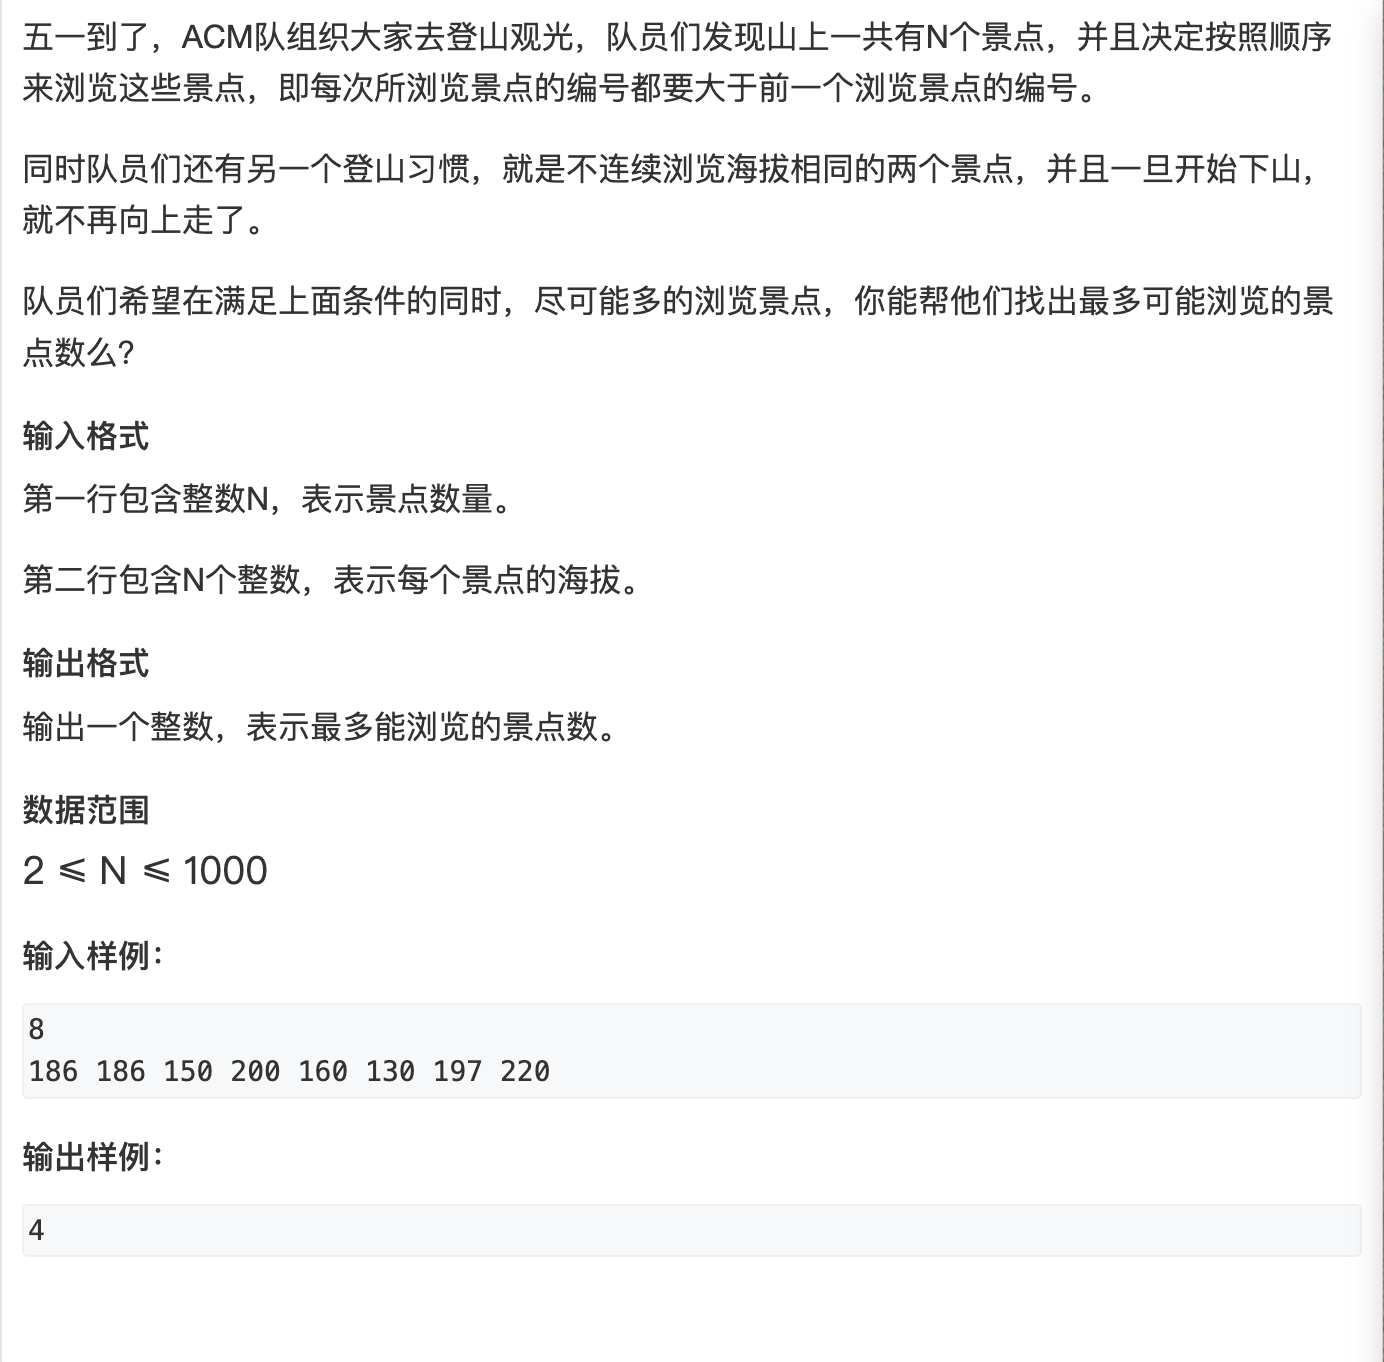 五一到了，ACM队组织大家去登山观光，队员们发现山上一共有N个景点，并且决定按照顺序
来浏览这些景点，即每次所浏览景点的编号都要大于前一个浏览景点的编号。
同时队员们还有另一个登山习惯，就是不连续浏览海拔相同的两个景点，并且一旦开始下山，
就不再向上走了。
队员们希望在满足上面条件的同时，尽可能多的浏览景点，你能帮他们找出最多可能浏览的景
点数么？
输入格式
第一行包含整数N，表示景点数量。
第二行包含N个整数，表示每个景点的海拔。
输出格式
输出一个整数，表示最多能浏览的景点数。
数据范围
2 ⩽ N ⩽ 1000
输入样例：
8
186 186 150 200 160 130 197 220
输出样例：
4